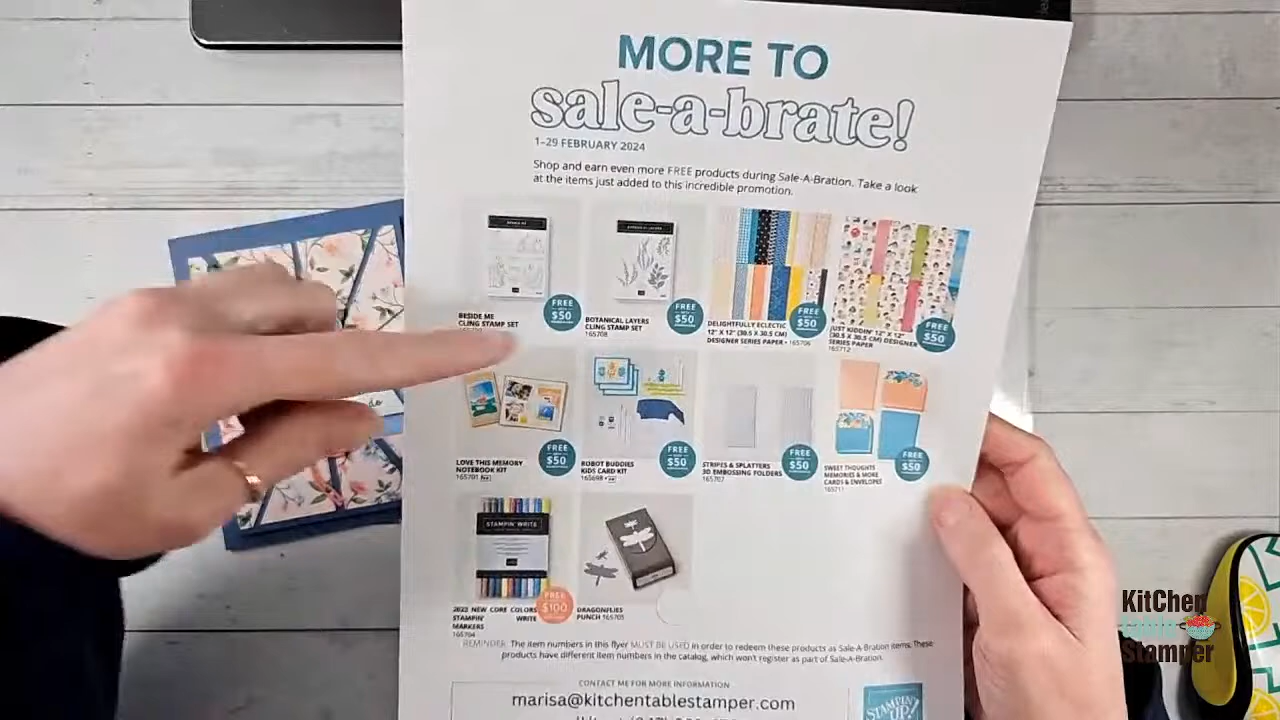 MORE TO
sale-a-brate!
1–29 FEBRUARY 2024
Shop and earn even more FREE products during Sale-A-Bration. Take a look
at the items just added to this incredible promotion.
FREE
$50
FREE
$50
FREE
$50
FREE
$50
BESIDE ME
CLING STAMP SET
BOTANICAL LAYERS
CLING STAMP SET
165708
DELIGHTFULLY ECLECTIC
12" X 12" (30.5 X 30.5 CM)
DESIGNER SERIES PAPER • 165706
JUST KIDDIN' 12" X 12"
(30.5 X 30.5 CM) DESIGNER
SERIES PAPER
165712
FREE
$50
FREE
$50
FREE
$50
FREE
$50
LOVE THIS MEMORY
NOTEBOOK KIT
165701
ROBOT BUDDIES
KIDS CARD KIT
165698
STRIPES & SPLATTERS
3D EMBOSSING FOLDERS
165702
SWEET THOUGHTS
MEMORIES & MORE
CARDS & ENVELOPES
165711
STAMPIN' WRITE
FREE
$100
NEW CORE COLORS
STAMPIN' WRITE
MARKERS
165704
DRAGONFLIES
PUNCH 165705
REMINDER: The item numbers in this flyer MUST BE USED in order to redeem these products as Sale-A-Bration items. These
products have different item numbers in the catalog, which won't register as part of Sale-A-Bration.
CONTACT ME FOR MORE INFORMATION
marisa@kitchentablestamper.com
STAMPIN' UP!
KitChen
table
Stamper